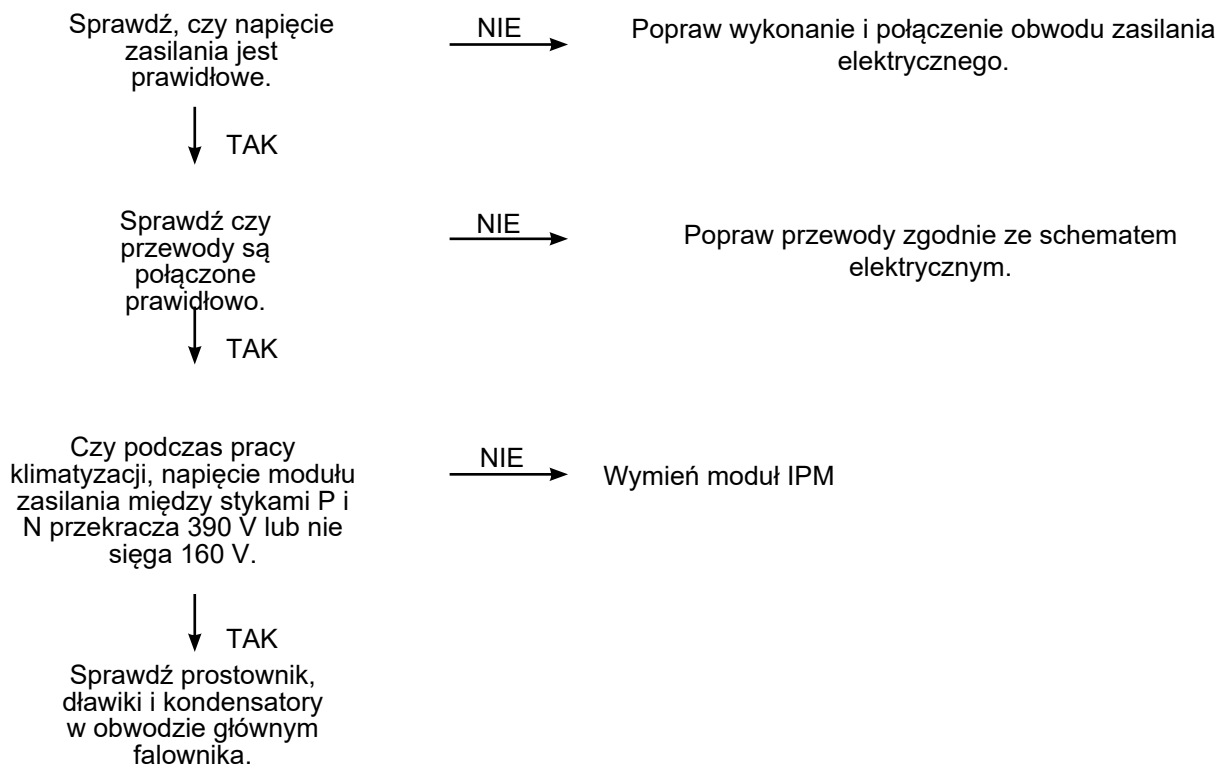 Sprawdź, czy napięcie
zasilania jest
prawidłowe.
NIE
Popraw wykonanie i połączenie obwodu zasilania
elektrycznego.
TAK
Sprawdź czy
przewody są
połączone
prawidłowo.
NIE
Popraw przewody zgodnie ze schematem
elektrycznym.
TAK
Czy podczas pracy
klimatyzacji, napięcie modułu
zasilania między stykami P i
N przekracza 390 V lub nie
sięga 160 V.
NIE
Wymień moduł IPM
TAK
Sprawdź prostownik,
dławiki i kondensatory
w obwodzie głównym
falownika.